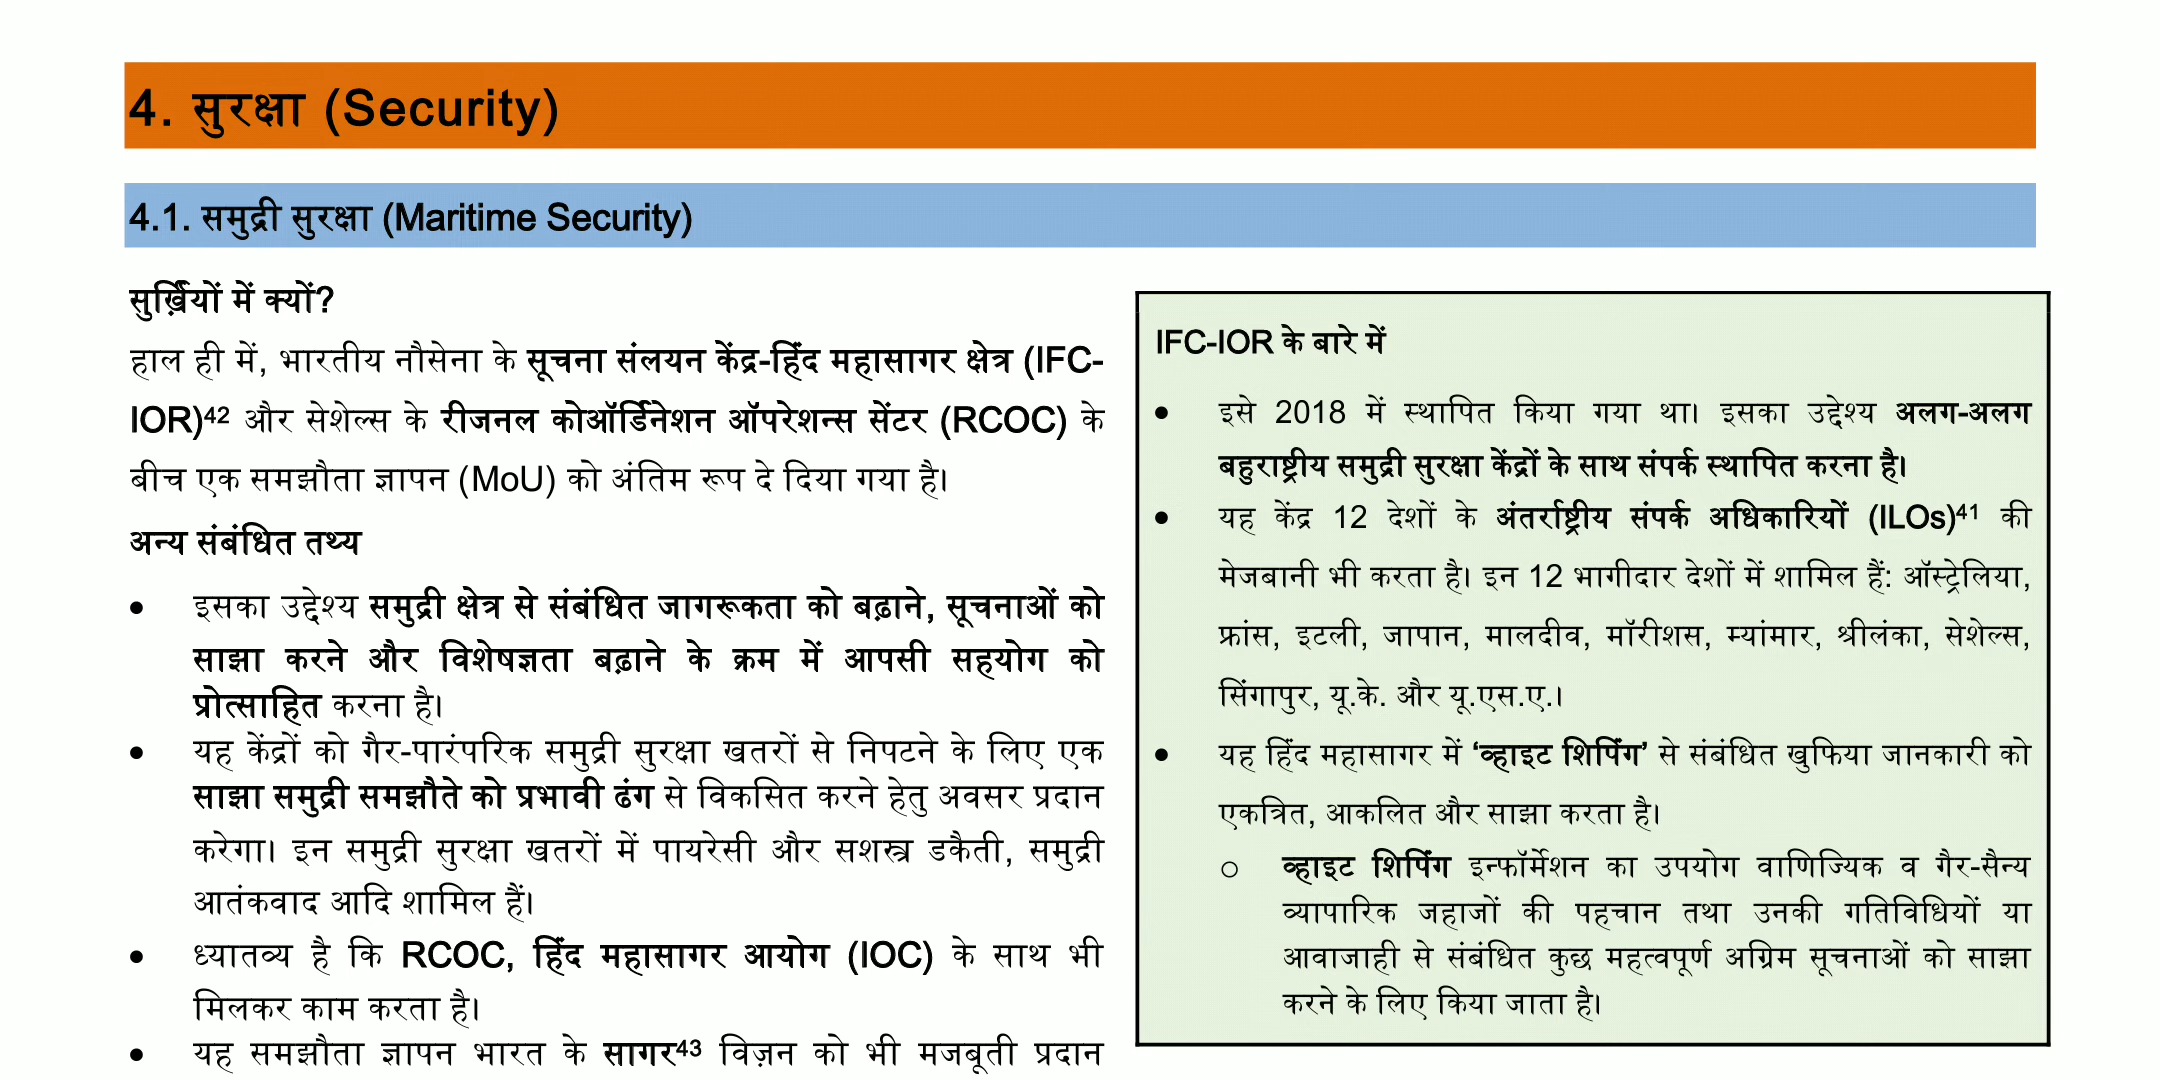 4. सुरक्षा (Security)
4.1. समुद्री सुरक्षा (Maritime Security)
सुर्ख़ियों में क्यों?
हाल ही में, भारतीय नौसेना के सूचना संलयन केंद्र-हिंद महासागर क्षेत्र (IFC-
IOR)42 और सेशेल्स के रीजनल कोऑर्डिनेशन ऑपरेशन्स सेंटर (RCOC) के
बीच एक समझौता ज्ञापन (MoU) को अंतिम रूप दे दिया गया है।
अन्य संबंधित तथ्य
• इसका उद्देश्य समुद्री क्षेत्र से संबंधित जागरूकता को बढ़ाने, सूचनाओं को
साझा करने और विशेषज्ञता बढ़ाने के क्रम में आपसी सहयोग को
प्रोत्साहित करना है।
• यह केंद्रों को गैर-पारंपरिक समुद्री सुरक्षा खतरों से निपटने के लिए एक
साझा समुद्री समझौते को प्रभावी ढंग से विकसित करने हेतु अवसर प्रदान
करेगा। इन समुद्री सुरक्षा खतरों में पायरेसी और सशस्त्र डकैती, समुद्री
आतंकवाद आदि शामिल हैं।
• ध्यातव्य है कि RCOC, हिंद महासागर आयोग (IOC) के साथ भी
मिलकर काम करता है।
• यह समझौता ज्ञापन भारत के सागर43 विज़न को भी मजबूती प्रदान
IFC-IOR के बारे में
• इसे 2018 में स्थापित किया गया था। इसका उद्देश्य अलग-अलग
बहुराष्ट्रीय समुद्री सुरक्षा केंद्रों के साथ संपर्क स्थापित करना है।
• यह केंद्र 12 देशों के अंतर्राष्ट्रीय संपर्क अधिकारियों (ILOs)41 की
मेजबानी भी करता है। इन 12 भागीदार देशों में शामिल हैं: ऑस्ट्रेलिया,
फ्रांस, इटली, जापान, मालदीव, मॉरीशस, म्यांमार, श्रीलंका, सेशेल्स,
सिंगापुर, यू.के. और यू.एस.ए.।
• यह हिंद महासागर में ‘व्हाइट शिपिंग’ से संबंधित खुफिया जानकारी को
एकत्रित, आकलित और साझा करता है।
o व्हाइट शिपिंग इन्फॉर्मेशन का उपयोग वाणिज्यिक व गैर-सैन्य
व्यापारिक जहाजों की पहचान तथा उनकी गतिविधियों या
आवाजाही से संबंधित कुछ महत्वपूर्ण अग्रिम सूचनाओं को साझा
करने के लिए किया जाता है।